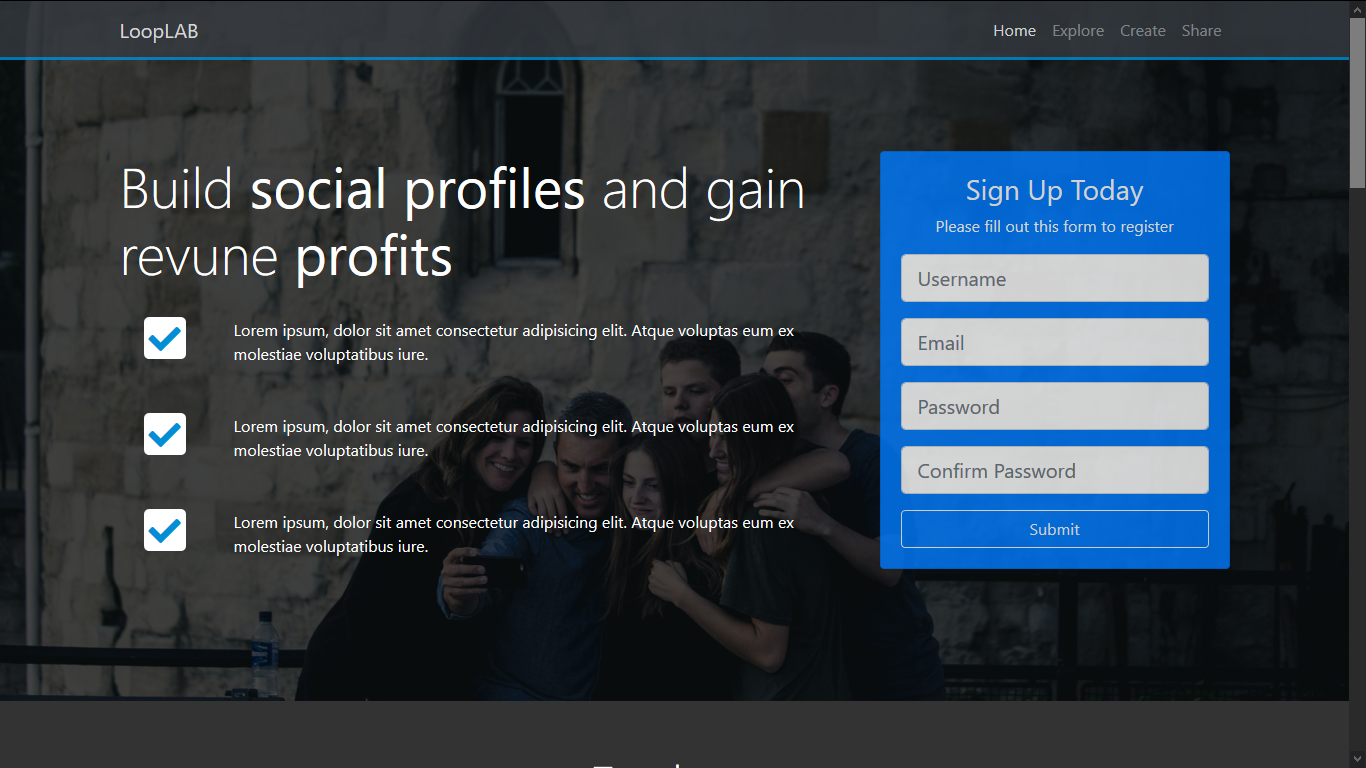 LoopLAB
Home Explore Create Share
Build social profiles and gain
revune profits
Lorem ipsum, dolor sit amet consectetur adipisicing elit. Atque voluptas eum ex
molestiae voluptatibus iure.
Lorem ipsum, dolor sit amet consectetur adipisicing elit. Atque voluptas eum ex
molestiae voluptatibus iure.
Lorem ipsum, dolor sit amet consectetur adipisicing elit. Atque voluptas eum ex
molestiae voluptatibus iure.
Sign Up Today
Please fill out this form to register
Username
Email
Password
Confirm Password
Submit